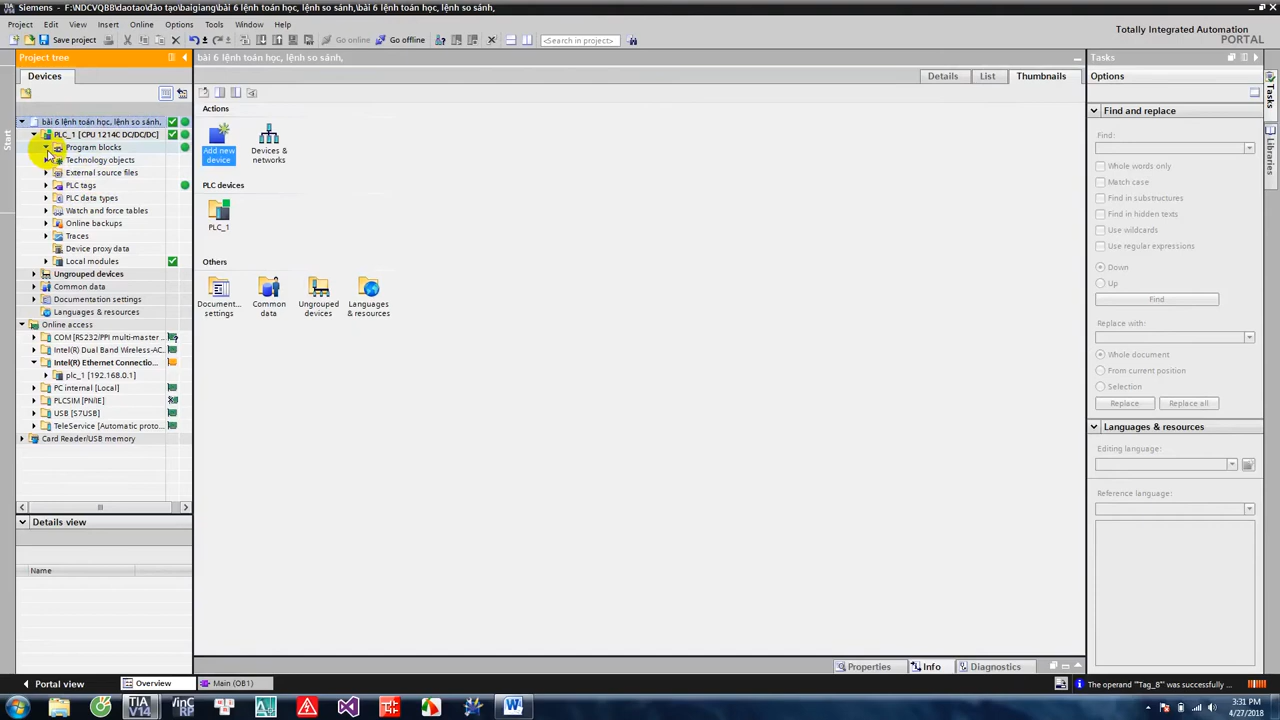 Siemens - F:\NDCVQBB\daotao\đào tạo\baigiang\bài 6 lệnh toán học, lệnh so sánh,\bài 6 lệnh toán học, lệnh so sánh,
Project Edit View Insert Online Options Tools Window Help
Totally Integrated Automation
PORTAL
Save project
Go online
Go offline
<Search in project>
Project tree
bài 6 lệnh toán học, lệnh so sánh,
Tasks
Devices
Details
List
Thumbnails
Options
Start
Tasks
Libraries
bài 6 lệnh toán học, lệnh so sánh,
PLC_1 [CPU 1214C DC/DC/DC]
Program blocks
Technology objects
External source files
PLC tags
PLC data types
Watch and force tables
Online backups
Traces
Device proxy data
Local modules
Ungrouped devices
Common data
Documentation settings
Languages & resources
Online access
COM [RS232/PPI multi-master ...
Intel(R) Dual Band Wireless-AC...
Intel(R) Ethernet Connectio...
plc_1 [192.168.0.1]
PC internal [Local]
PLCSIM [PN/IE]
USB [S7USB]
TeleService [Automatic proto...
Card Reader/USB memory
Details view
Name
Actions
Add new
device
Devices &
networks
PLC devices
PLC_1
Others
Document...
settings
Common
data
Ungrouped
devices
Languages
& resources
Find and replace
Find:
Whole words only
Match case
Find in substructures
Find in hidden texts
Use wildcards
Use regular expressions
Down
Up
Find
Replace with:
Whole document
From current position
Selection
Replace
Replace all
Languages & resources
Editing language:
Reference language:
Properties
Info
Diagnostics
Portal view
Overview
Main (OB1)
The operand '"Tag_8"' was successfully ...
TIA
V14
3:31 PM
4/27/2018